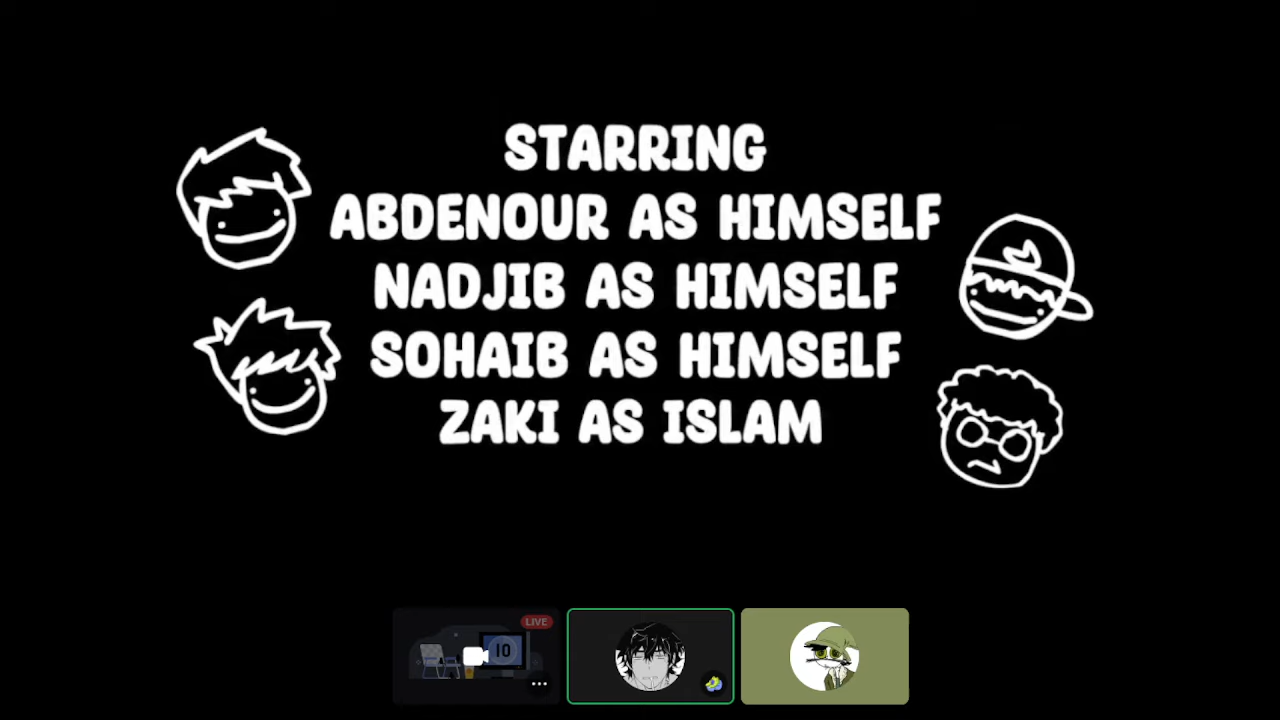 STARRING
ABDENOUR AS HIMSELF
NADJIB AS HIMSELF
SOHAIB AS HIMSELF
ZAKI AS ISLAM
LIVE
10